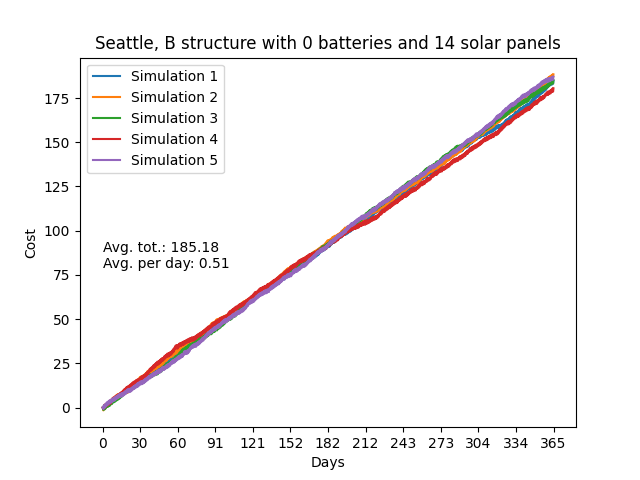 Seattle, B structure with 0 batteries and 14 solar panels
Simulation 1
Simulation 2
Simulation 3
Simulation 4
Simulation 5
Avg. tot.: 185.18
Avg. per day: 0.51
Cost
175
150
125
100
75
50
25
0
0 30 60 91 121 152 182 212 243 273 304 334 365
Days